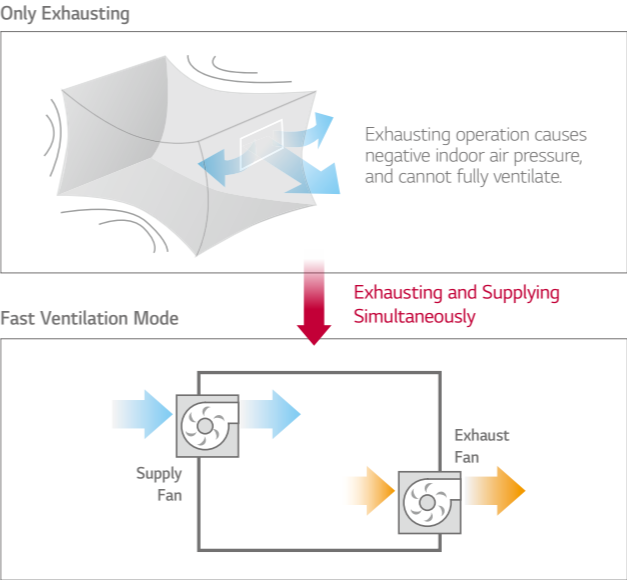 Only Exhausting
Exhausting operation causes
negative indoor air pressure,
and cannot fully ventilate.
Exhausting and Supplying
Simultaneously
Fast Ventilation Mode
Exhaust
Fan
Supply
Fan